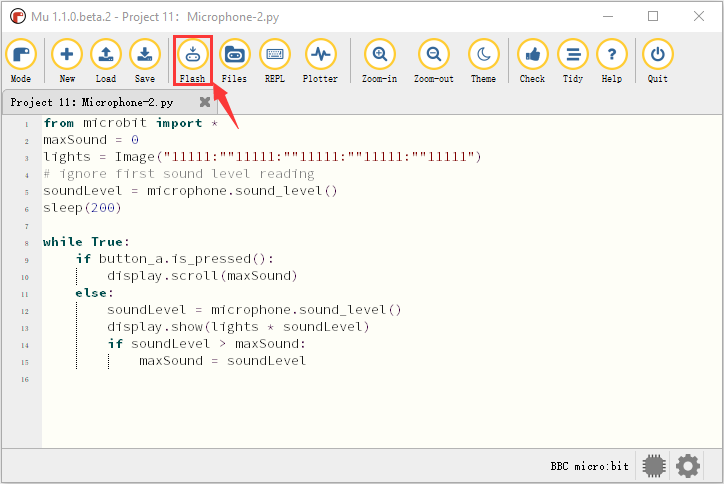 Mu 1.1.0.beta.2 - Project 11: Microphone-2.py
Mode New Load Save Flash Files REPL Plotter Zoom-in Zoom-out Theme Check Tidy Help Quit
Project 11: Microphone-2.py
1 from microbit import *
2 maxSound = 0
3 lights = Image("11111:""11111:""11111:""11111:""11111")
4 # ignore first sound level reading
5 soundLevel = microphone.sound_level()
6 sleep(200)
7
8 while True:
9 if button_a.is_pressed():
10 display.scroll(maxSound)
11 else:
12 soundLevel = microphone.sound_level()
13 display.show(lights * soundLevel)
14 if soundLevel > maxSound:
15 maxSound = soundLevel
16
BBC micro:bit